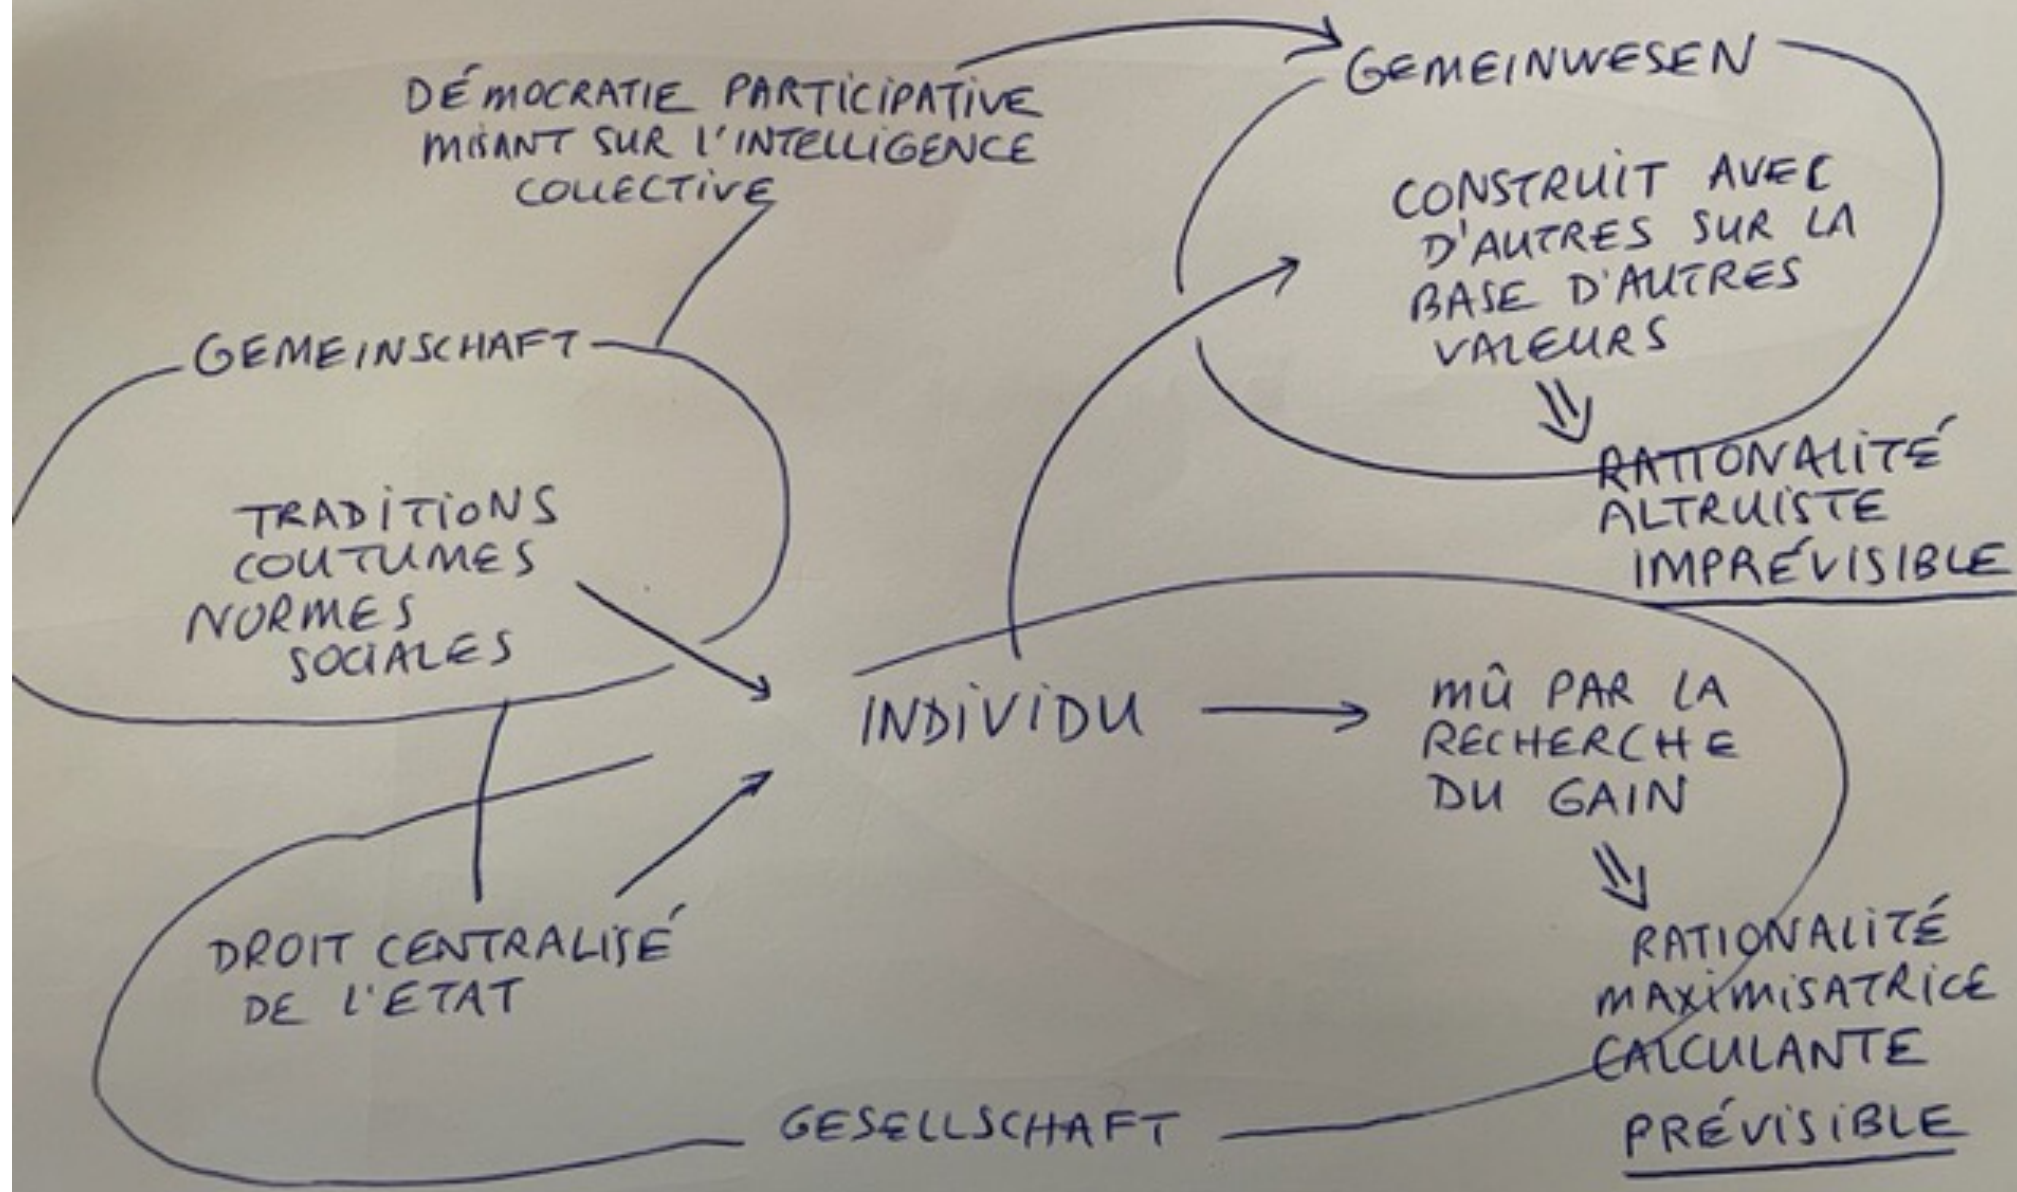 DÉMOCRATIE PARTICIPATIVE
MISANT SUR L'INTELLIGENCE
COLLECTIVE
GEMEINWESEN
CONSTRUIT AVEC
D'AUTRES SUR LA
BASE D'AUTRES
VALEURS
RATIONALITÉ
ALTRUISTE
IMPRÉVISIBLE
GEMEINSCHAFT
TRADITIONS
COUTUMES
NORMES
SOCIALES
INDIVIDU
MÛ PAR LA
RECHERCHE
DU GAIN
DROIT CENTRALISÉ
DE L'ETAT
RATIONALITÉ
MAXIMISATRICE
CALCULANTE
PRÉVISIBLE
GESELLSCHAFT